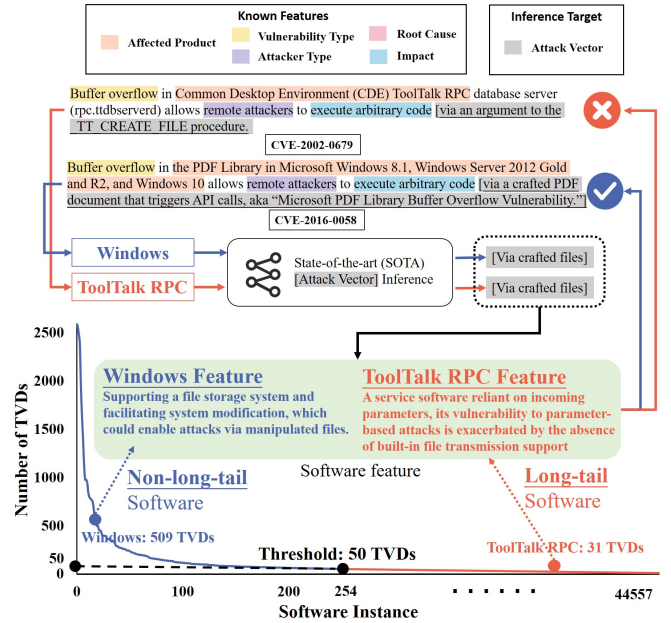 Known Features
Affected Product
Vulnerability Type
Attacker Type
Root Cause
Impact
Inference Target
Attack Vector
Buffer overflow in Common Desktop Environment (CDE) ToolTalk RPC database server
(rpc.ttdbserverd) allows remote attackers to execute arbitrary code [via an argument to the
_TT_CREATE_FILE procedure.
CVE-2002-0679
Buffer overflow in the PDF Library in Microsoft Windows 8.1, Windows Server 2012 Gold
and R2, and Windows 10 allows remote attackers to execute arbitrary code [via a crafted PDF
document that triggers API calls, aka “Microsoft PDF Library Buffer Overflow Vulnerability.”]
CVE-2016-0058
Windows
ToolTalk RPC
State-of-the-art (SOTA)
[Attack Vector] Inference
[Via crafted files]
[Via crafted files]
Windows Feature
Supporting a file storage system and
facilitating system modification, which
could enable attacks via manipulated files.
ToolTalk RPC Feature
A service software reliant on incoming
parameters, its vulnerability to parameter-
based attacks is exacerbated by the absence
of built-in file transmission support
Software feature
Non-long-tail
Software
Long-tail
Software
Windows: 509 TVDs
Threshold: 50 TVDs
ToolTalk RPC: 31 TVDs
Number of TVDs
2500
2000
1500
1000
500
50
0
0
100
200
254
44557
Software Instance